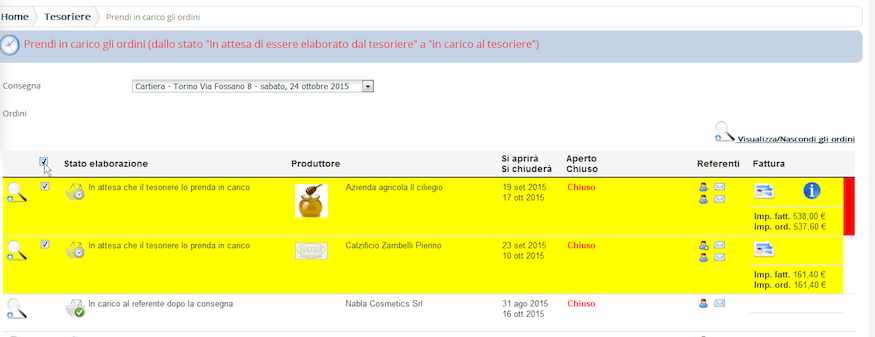 Home Tesoriere Prendi in carico gli ordini
Prendi in carico gli ordini (dallo stato "In attesa di essere elaborato dal tesoriere" a "in carico al tesoriere")
Consegna Cartiera - Torino Via Fossano 8 - sabato, 24 ottobre 2015
Ordini
Visualizza/Nascondi gli ordini
Stato elaborazione Produttore Si aprirà Aperto Referenti Fattura
Si chiuderà Chiuso
In attesa che il tesoriere lo prenda in carico Azienda agricola Il ciliegio 19 set 2015 Chiuso
17 ott 2015
Imp. fatt. 538,00 €
Imp. ord. 537,60 €
In attesa che il tesoriere lo prenda in carico Calzificio Zambelli Pierino 23 set 2015 Chiuso
10 ott 2015
Imp. fatt. 161,40 €
Imp. ord. 161,40 €
In carico al referente dopo la consegna Nabla Cosmetics Srl 31 ago 2015 Chiuso
16 ott 2015